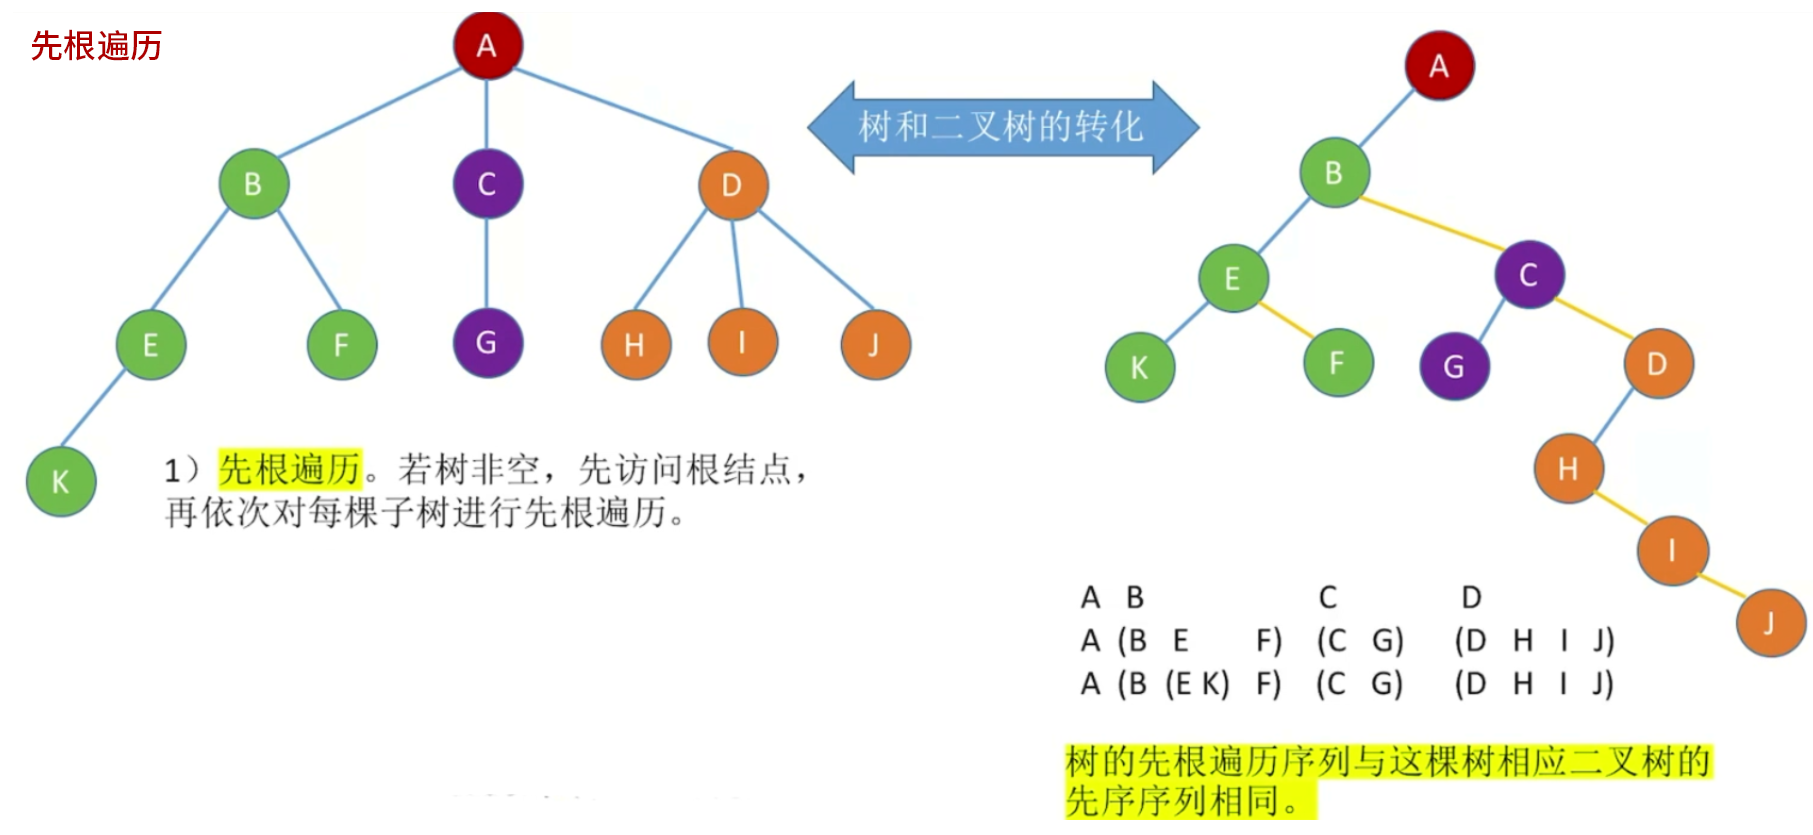 先根遍历
A
B
C
D
E
F
G
H
I
J
K
1）先根遍历。若树非空，先访问根结点，
再依次对每棵子树进行先根遍历。
树和二叉树的转化
A
B
E
C
K
F
G
D
H
I
J
A B C D
A (B E F) (C G) (D H I J)
A (B (E K) F) (C G) (D H I J)
树的先根遍历序列与这棵树相应二叉树的
先序序列相同。